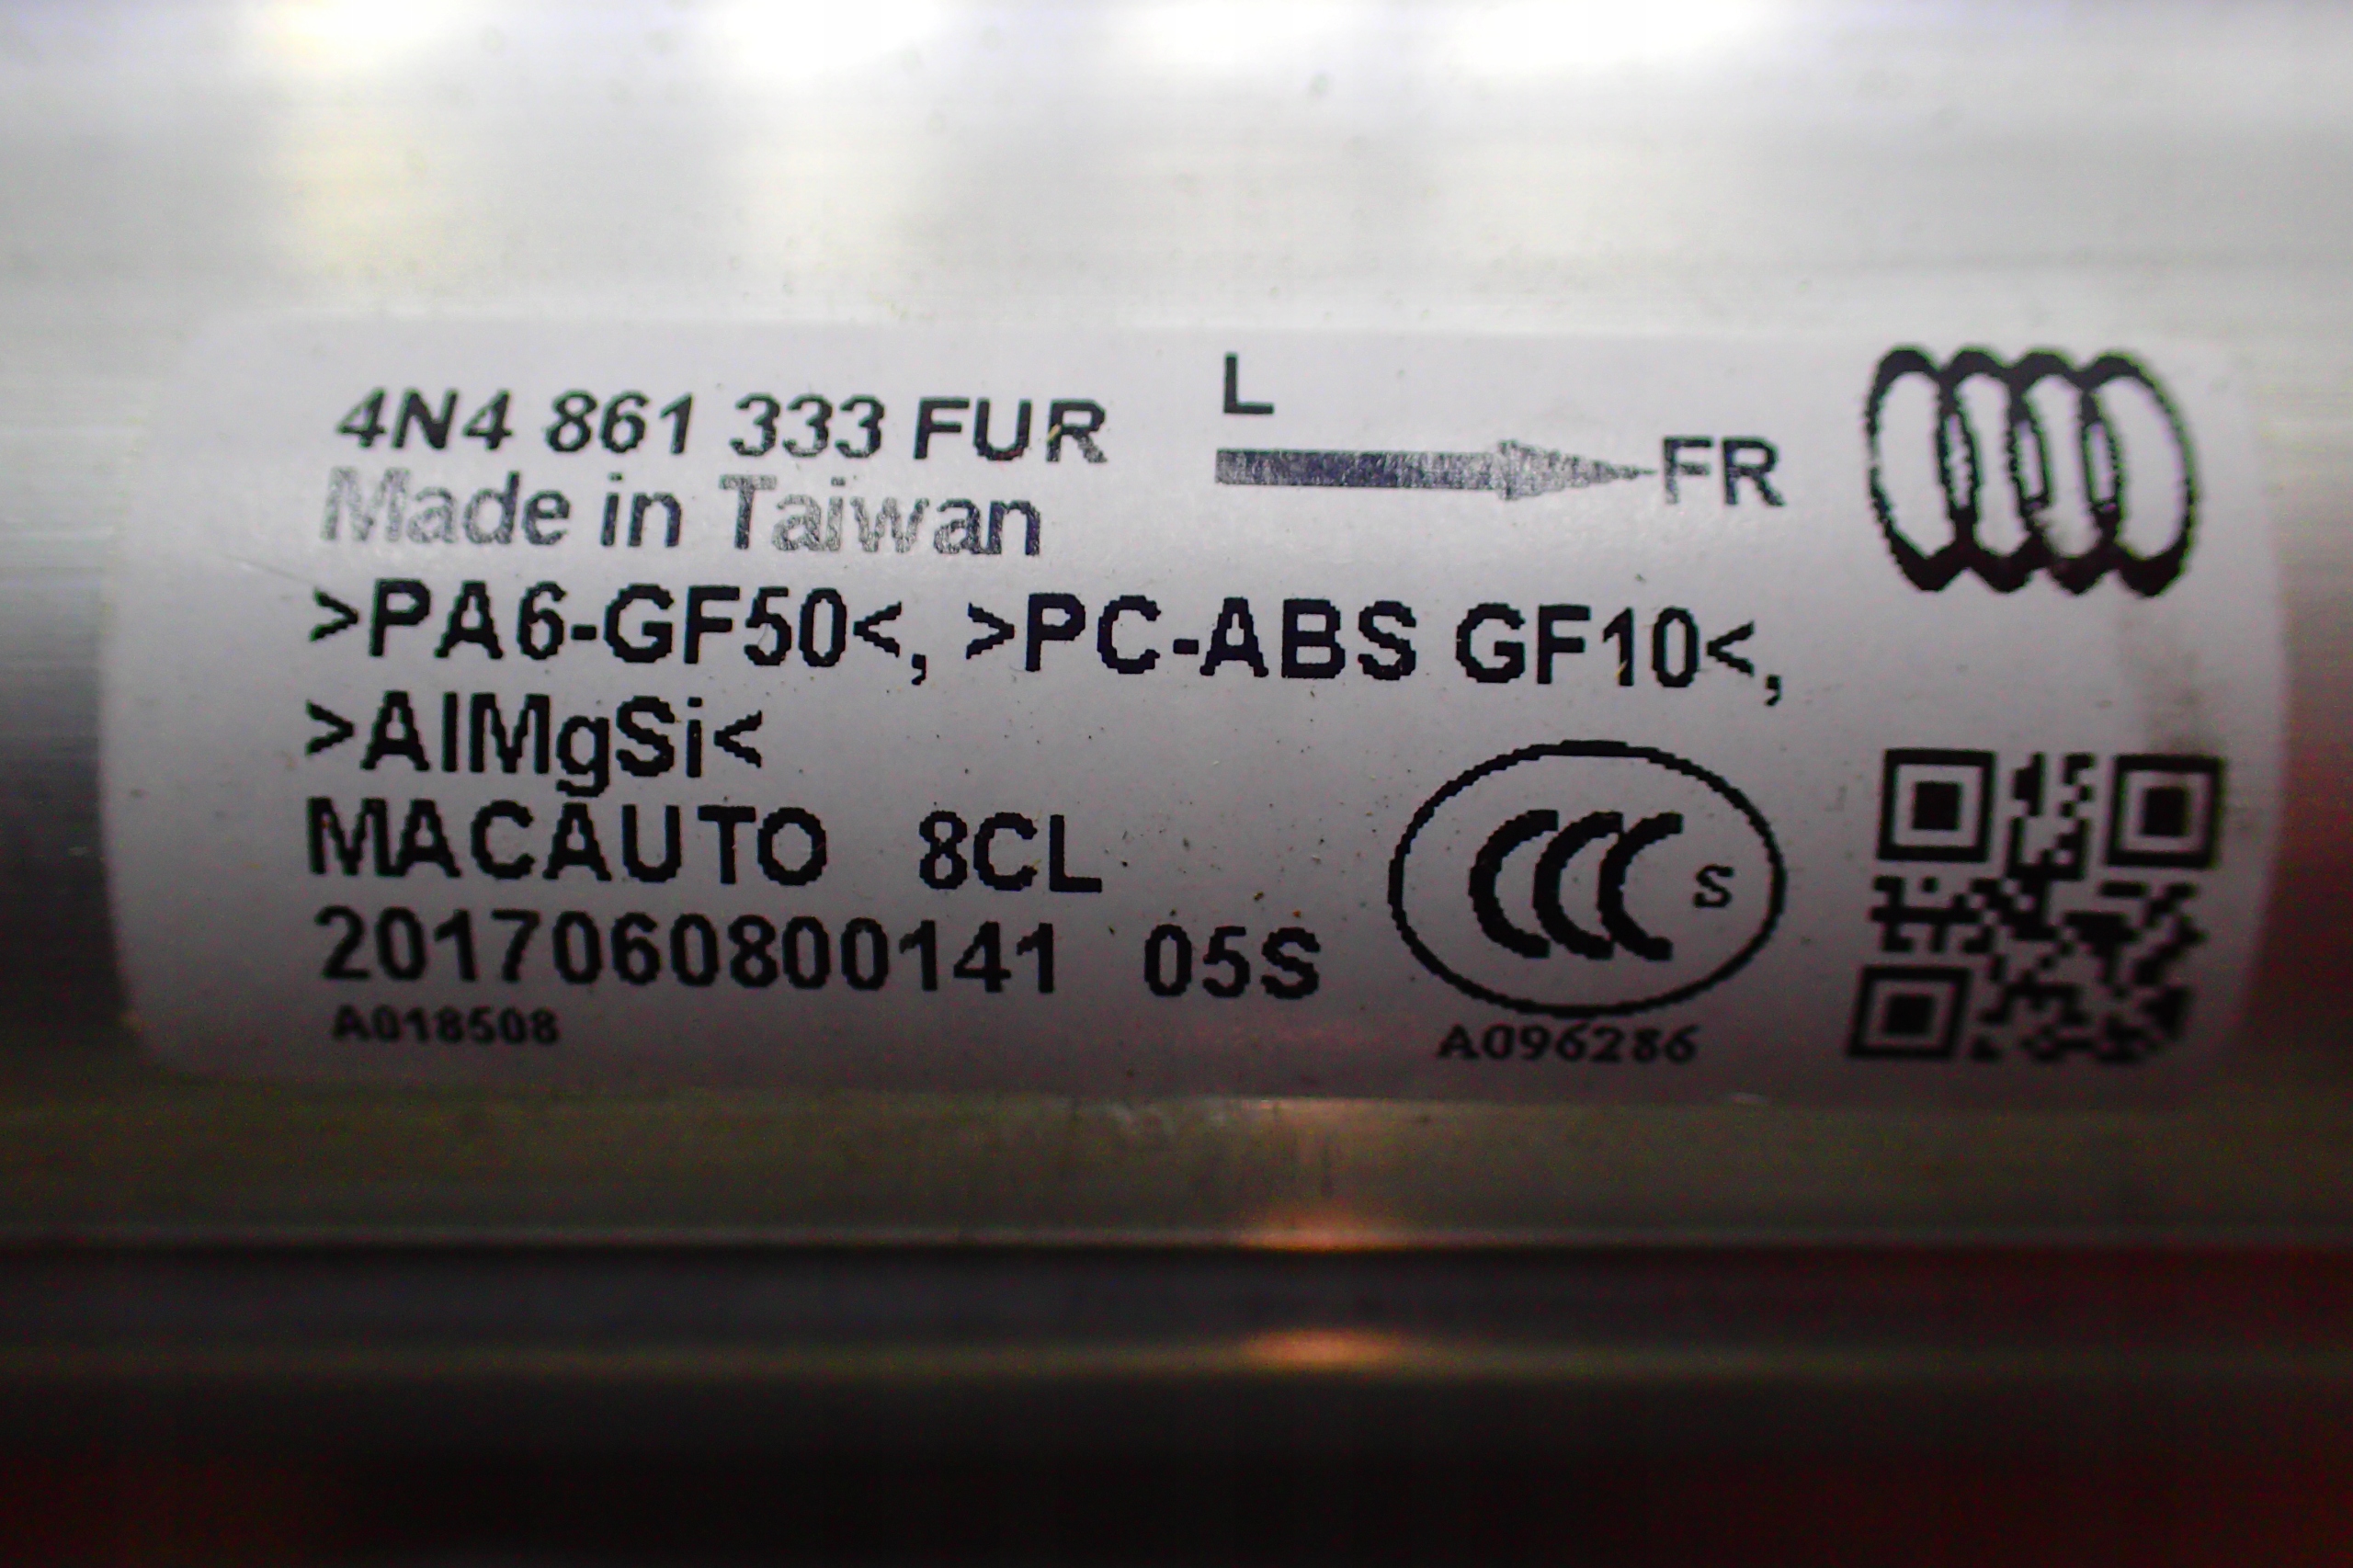 4N4 861 333 FUR
L
FR
Made in Taiwan
>PA6-GF50<, >PC-ABS GF10<,
>AlMgSi<
MACAUTO 8CL
2017060800141 05S
A018508
CCC S
A096286